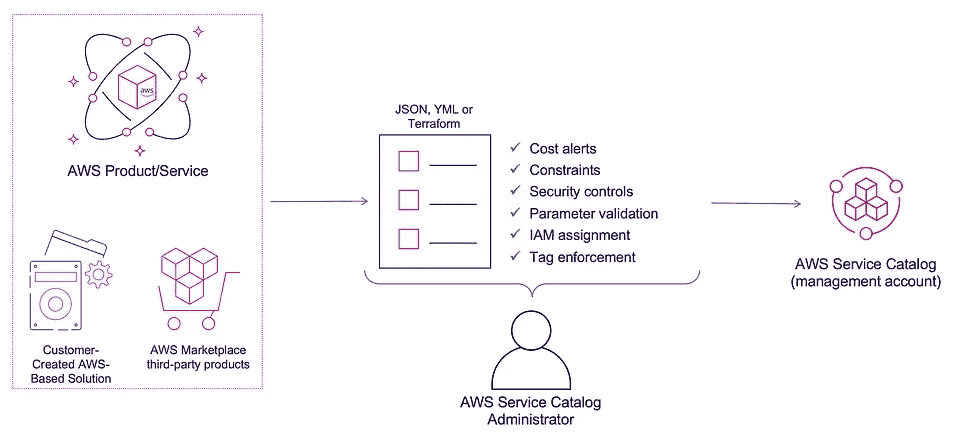 aws
AWS Product/Service
Customer-
Created AWS-
Based Solution
AWS Marketplace
third-party products
JSON, YML or
Terraform
✓ Cost alerts
✓ Constraints
✓ Security controls
✓ Parameter validation
✓ IAM assignment
✓ Tag enforcement
AWS Service Catalog
Administrator
AWS Service Catalog
(management account)